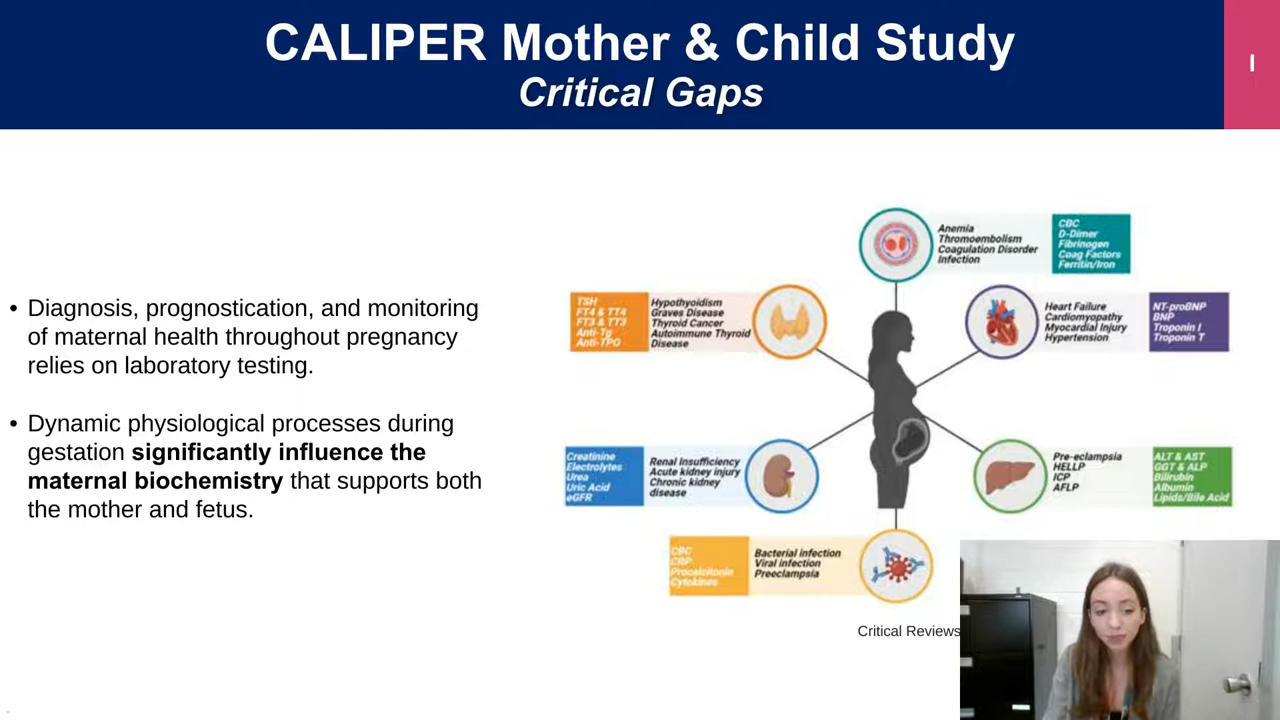 CALIPER Mother & Child Study
Critical Gaps
I
• Diagnosis, prognostication, and monitoring
of maternal health throughout pregnancy
relies on laboratory testing.
• Dynamic physiological processes during
gestation significantly influence the
maternal biochemistry that supports both
the mother and fetus.
Anemia
Thromoembolism
Coagulation Disorder
Infection
CBC
D-Dimer
Fibrinogen
Coag Factors
Ferritin/Iron
TSH
FT4 & TT4
FT3 & TT3
Anti-Tg
Anti-TPO
Hypothyoidism
Graves Disease
Thyroid Cancer
Autoimmune Thyroid
Disease
Heart Failure
Cardiomyopathy
Myocardial Injury
Hypertension
NT-proBNP
BNP
Troponin I
Troponin T
Creatinine
Electrolytes
Urea
Uric Acid
eGFR
Renal Insufficiency
Acute kidney injury
Chronic kidney
disease
Pre-eclampsia
HELLP
ICP
AFLP
ALT & AST
GGT & ALP
Bilirubin
Albumin
Lipids/Bile Acid
CBC
CRP
Procalcitonin
Cytokines
Bacterial infection
Viral infection
Preeclampsia
Critical Reviews